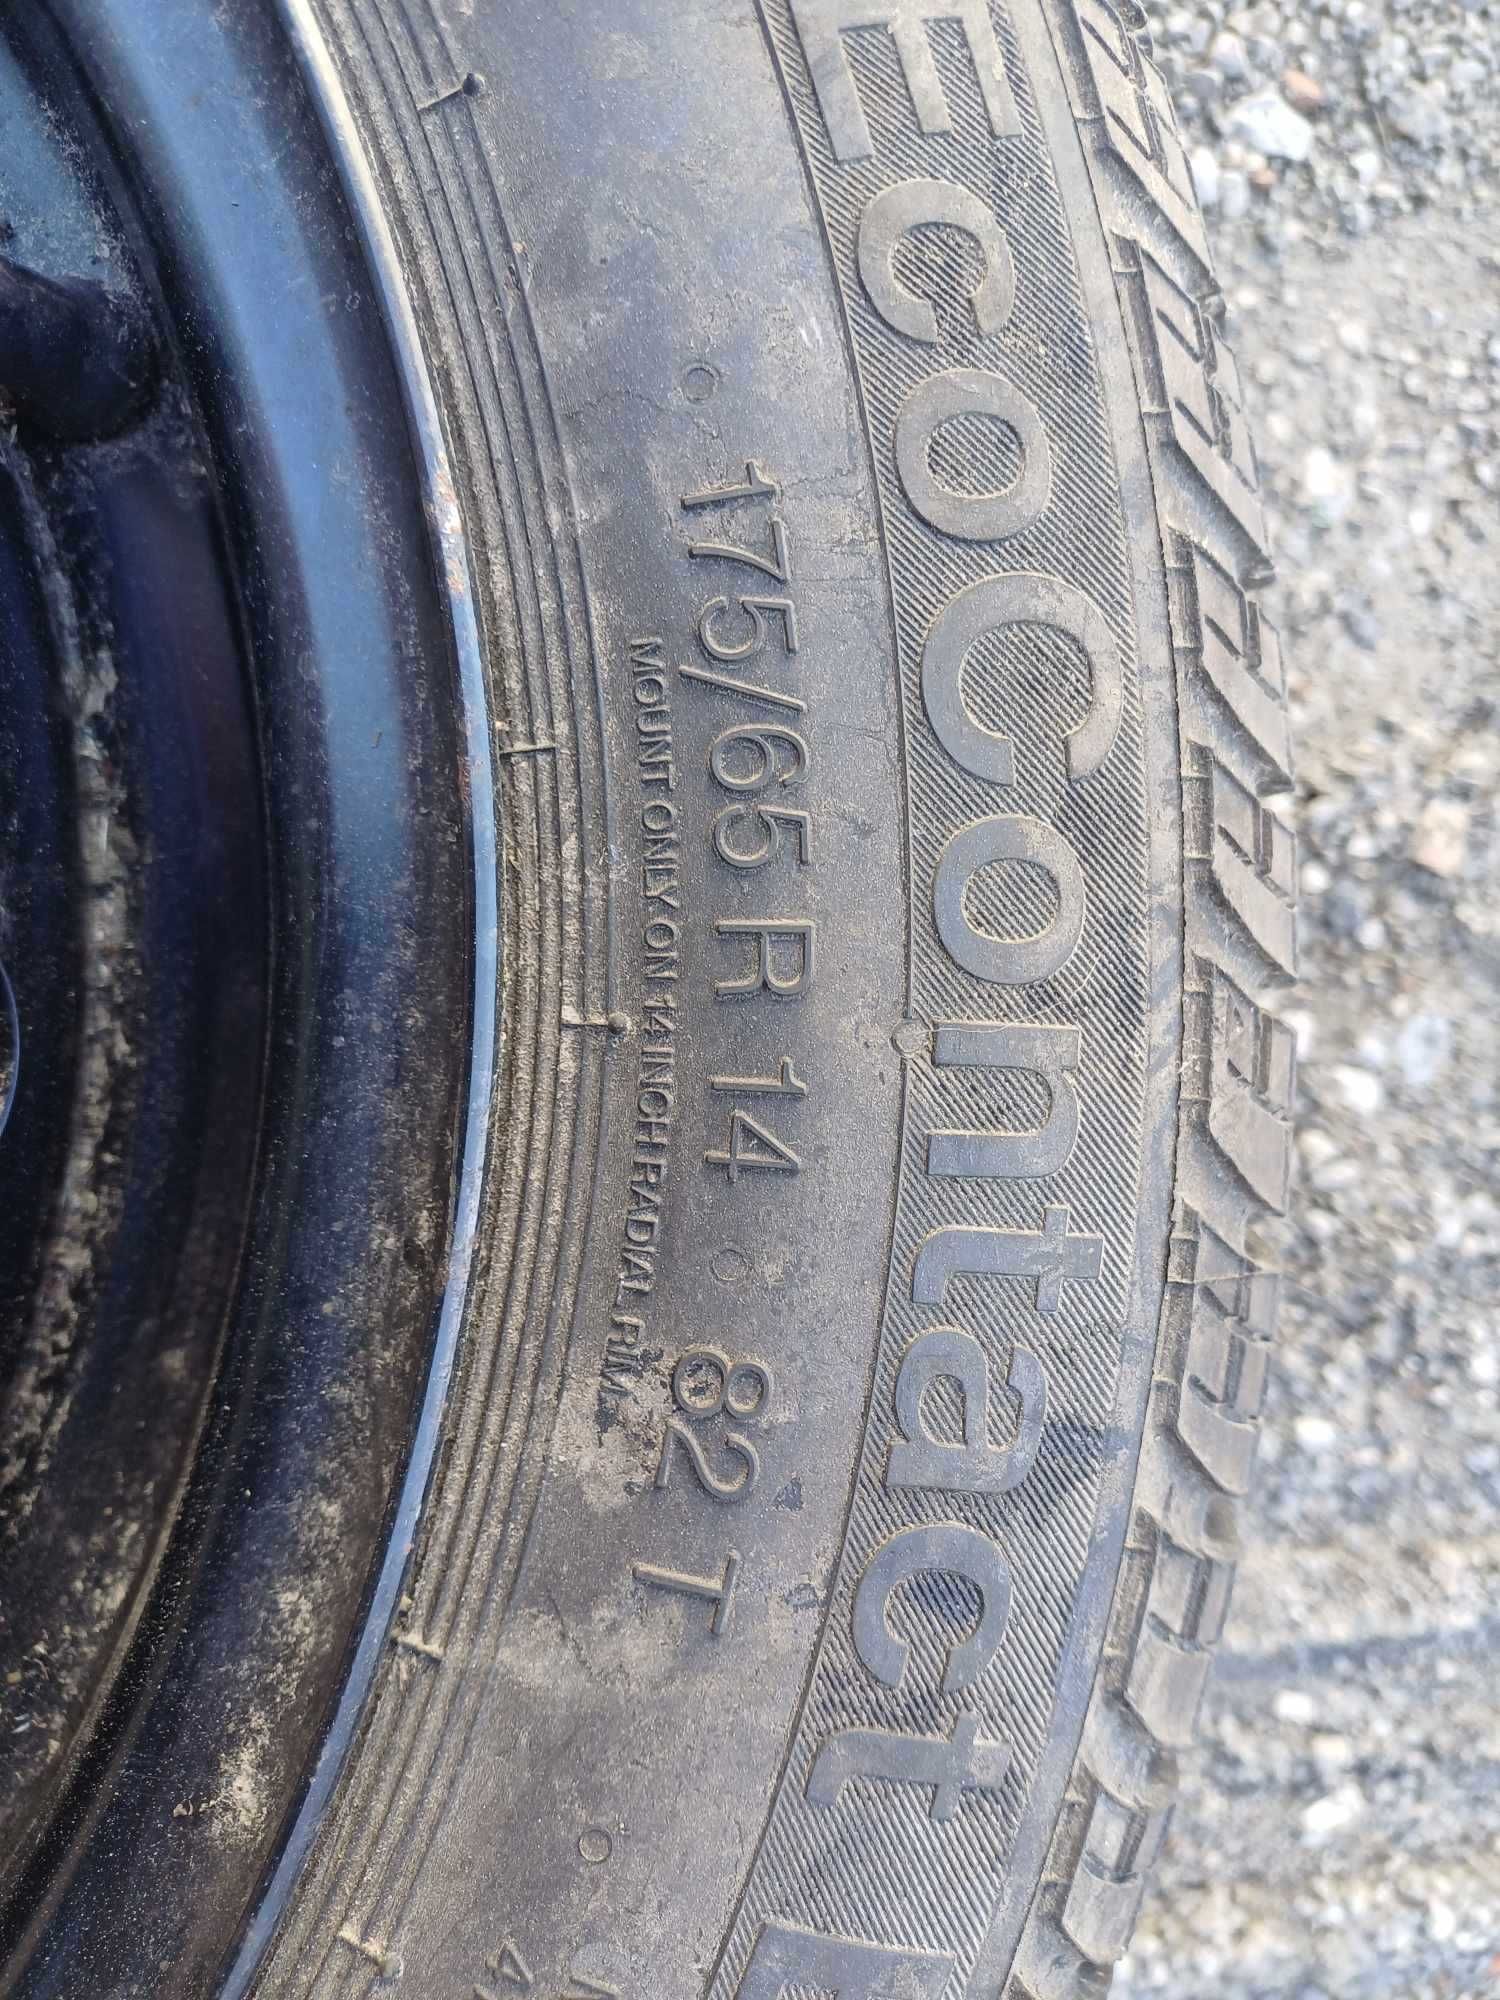 EcoContact
175/65 R 14 82 T
MOUNT ONLY ON 14 INCH RADIAL RIM